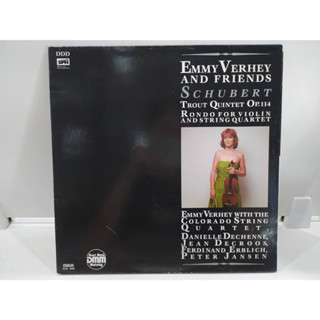 DDD
EMMY VERHEY
AND FRIENDS
SCHUBERT
TROUT QUINTET OP.114
RONDO FOR VIOLIN
AND STRING QUARTET
EMMY VERHEY WITH THE
COLORADO STRING
QUARTET
DANIELLE DECHENNE,
JEAN DECROOS,
FERDINAND ERBLICH,
PETER JANSEN
DMM